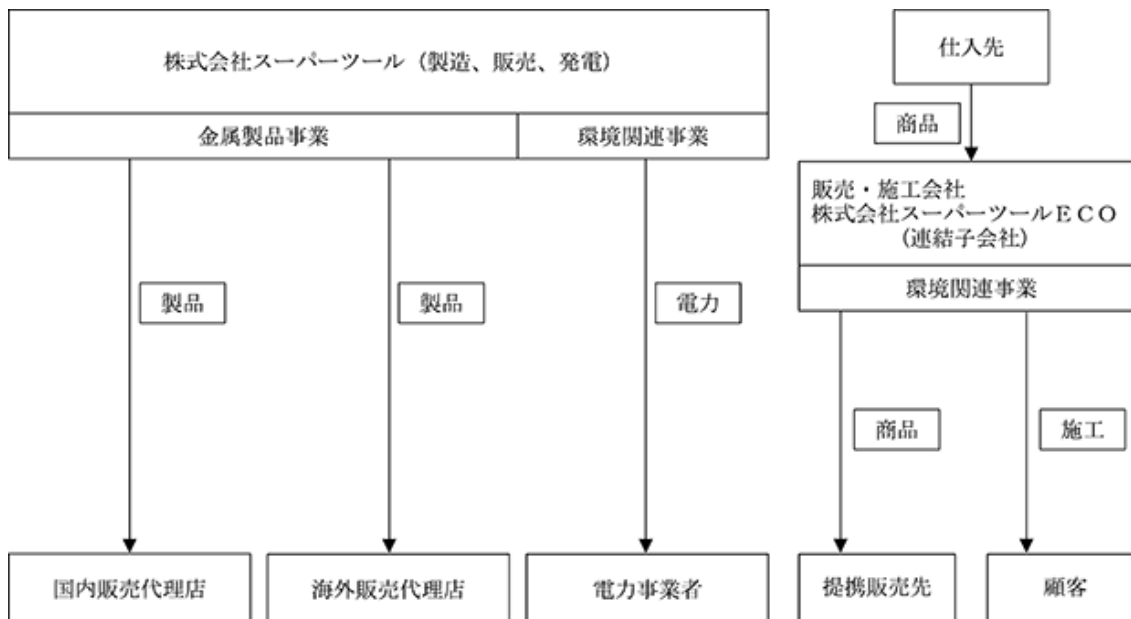 株式会社スーパーツール（製造、販売、発電）
金属製品事業
環境関連事業
製品
製品
電力
国内販売代理店
海外販売代理店
電力事業者
仕入先
商品
販売・施工会社
株式会社スーパーツールＥＣＯ
(連結子会社)
環境関連事業
商品
施工
提携販売先
顧客